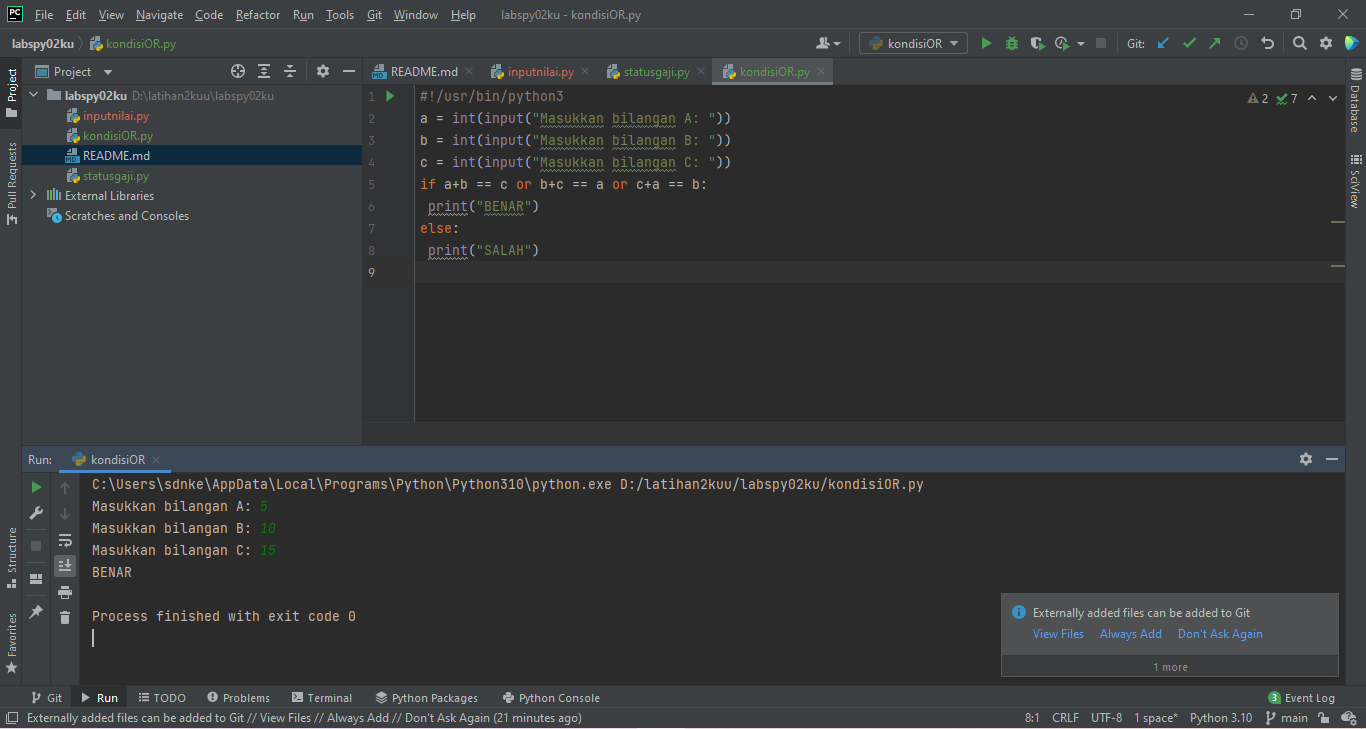 PC File Edit View Navigate Code Refactor Run Tools Git Window Help labspy02ku - kondisiOR.py
labspy02ku kondisiOR.py kondisiOR Git:
Project
README.md inputnilai.py statusgaji.py kondisiOR.py
labspy02ku D:\latihan2kuu\labspy02ku
inputnilai.py
kondisiOR.py
README.md
statusgaji.py
External Libraries
Scratches and Consoles
Project
Pull Requests
Structure
Favorites
1 #!/usr/bin/python3
2 a = int(input("Masukkan bilangan A: "))
3 b = int(input("Masukkan bilangan B: "))
4 c = int(input("Masukkan bilangan C: "))
5 if a+b == c or b+c == a or c+a == b:
6  print("BENAR")
7 else:
8  print("SALAH")
9
2 7
Database
SciView
Run: kondisiOR
C:\Users\sdnke\AppData\Local\Programs\Python\Python310\python.exe D:/latihan2kuu/labspy02ku/kondisiOR.py
Masukkan bilangan A: 5
Masukkan bilangan B: 10
Masukkan bilangan C: 15
BENAR
Process finished with exit code 0
Externally added files can be added to Git
View Files Always Add Don't Ask Again
1 more
Git Run TODO Problems Terminal Python Packages Python Console 3 Event Log
Externally added files can be added to Git // View Files // Always Add // Don't Ask Again (21 minutes ago) 8:1 CRLF UTF-8 1 space* Python 3.10 main